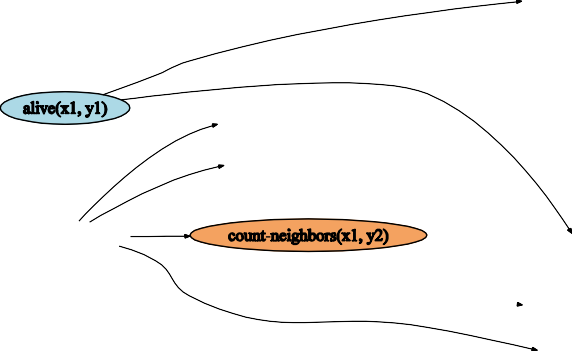 alive(x1, y1)
count-neighbors(x1, y2)